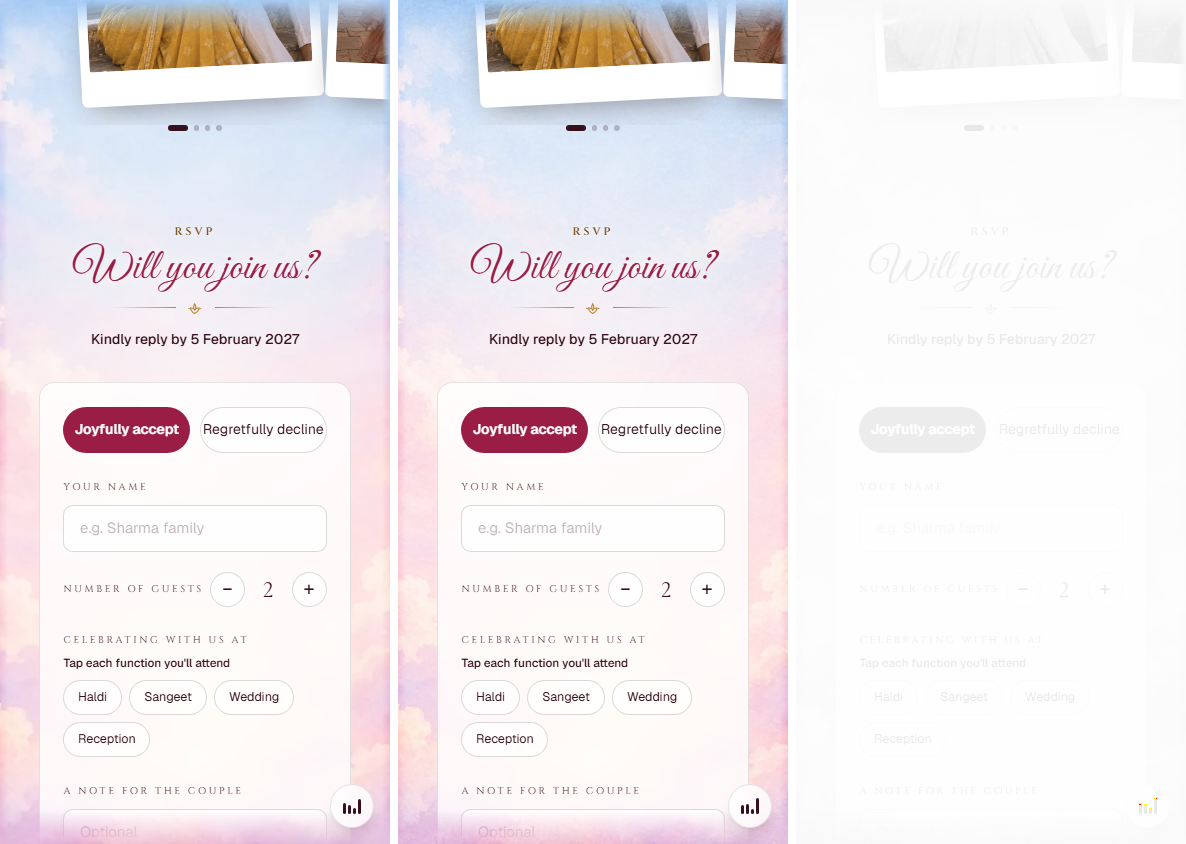 RSVP
Will you join us?
Kindly reply by 5 February 2027
Joyfully accept
Regretfully decline
YOUR NAME
e.g. Sharma family
NUMBER OF GUESTS − 2 +
CELEBRATING WITH US AT
Tap each function you'll attend
Haldi Sangeet Wedding
Reception
A NOTE FOR THE COUPLE
Optional
RSVP
Will you join us?
Kindly reply by 5 February 2027
Joyfully accept
Regretfully decline
YOUR NAME
e.g. Sharma family
NUMBER OF GUESTS − 2 +
CELEBRATING WITH US AT
Tap each function you'll attend
Haldi Sangeet Wedding
Reception
A NOTE FOR THE COUPLE
Optional
RSVP
Will you join us?
Kindly reply by 5 February 2027
Joyfully accept
Regretfully decline
YOUR NAME
e.g. Sharma family
NUMBER OF GUESTS − 2 +
CELEBRATING WITH US AT
Tap each function you'll attend
Haldi Sangeet Wedding
Reception
A NOTE FOR THE COUPLE